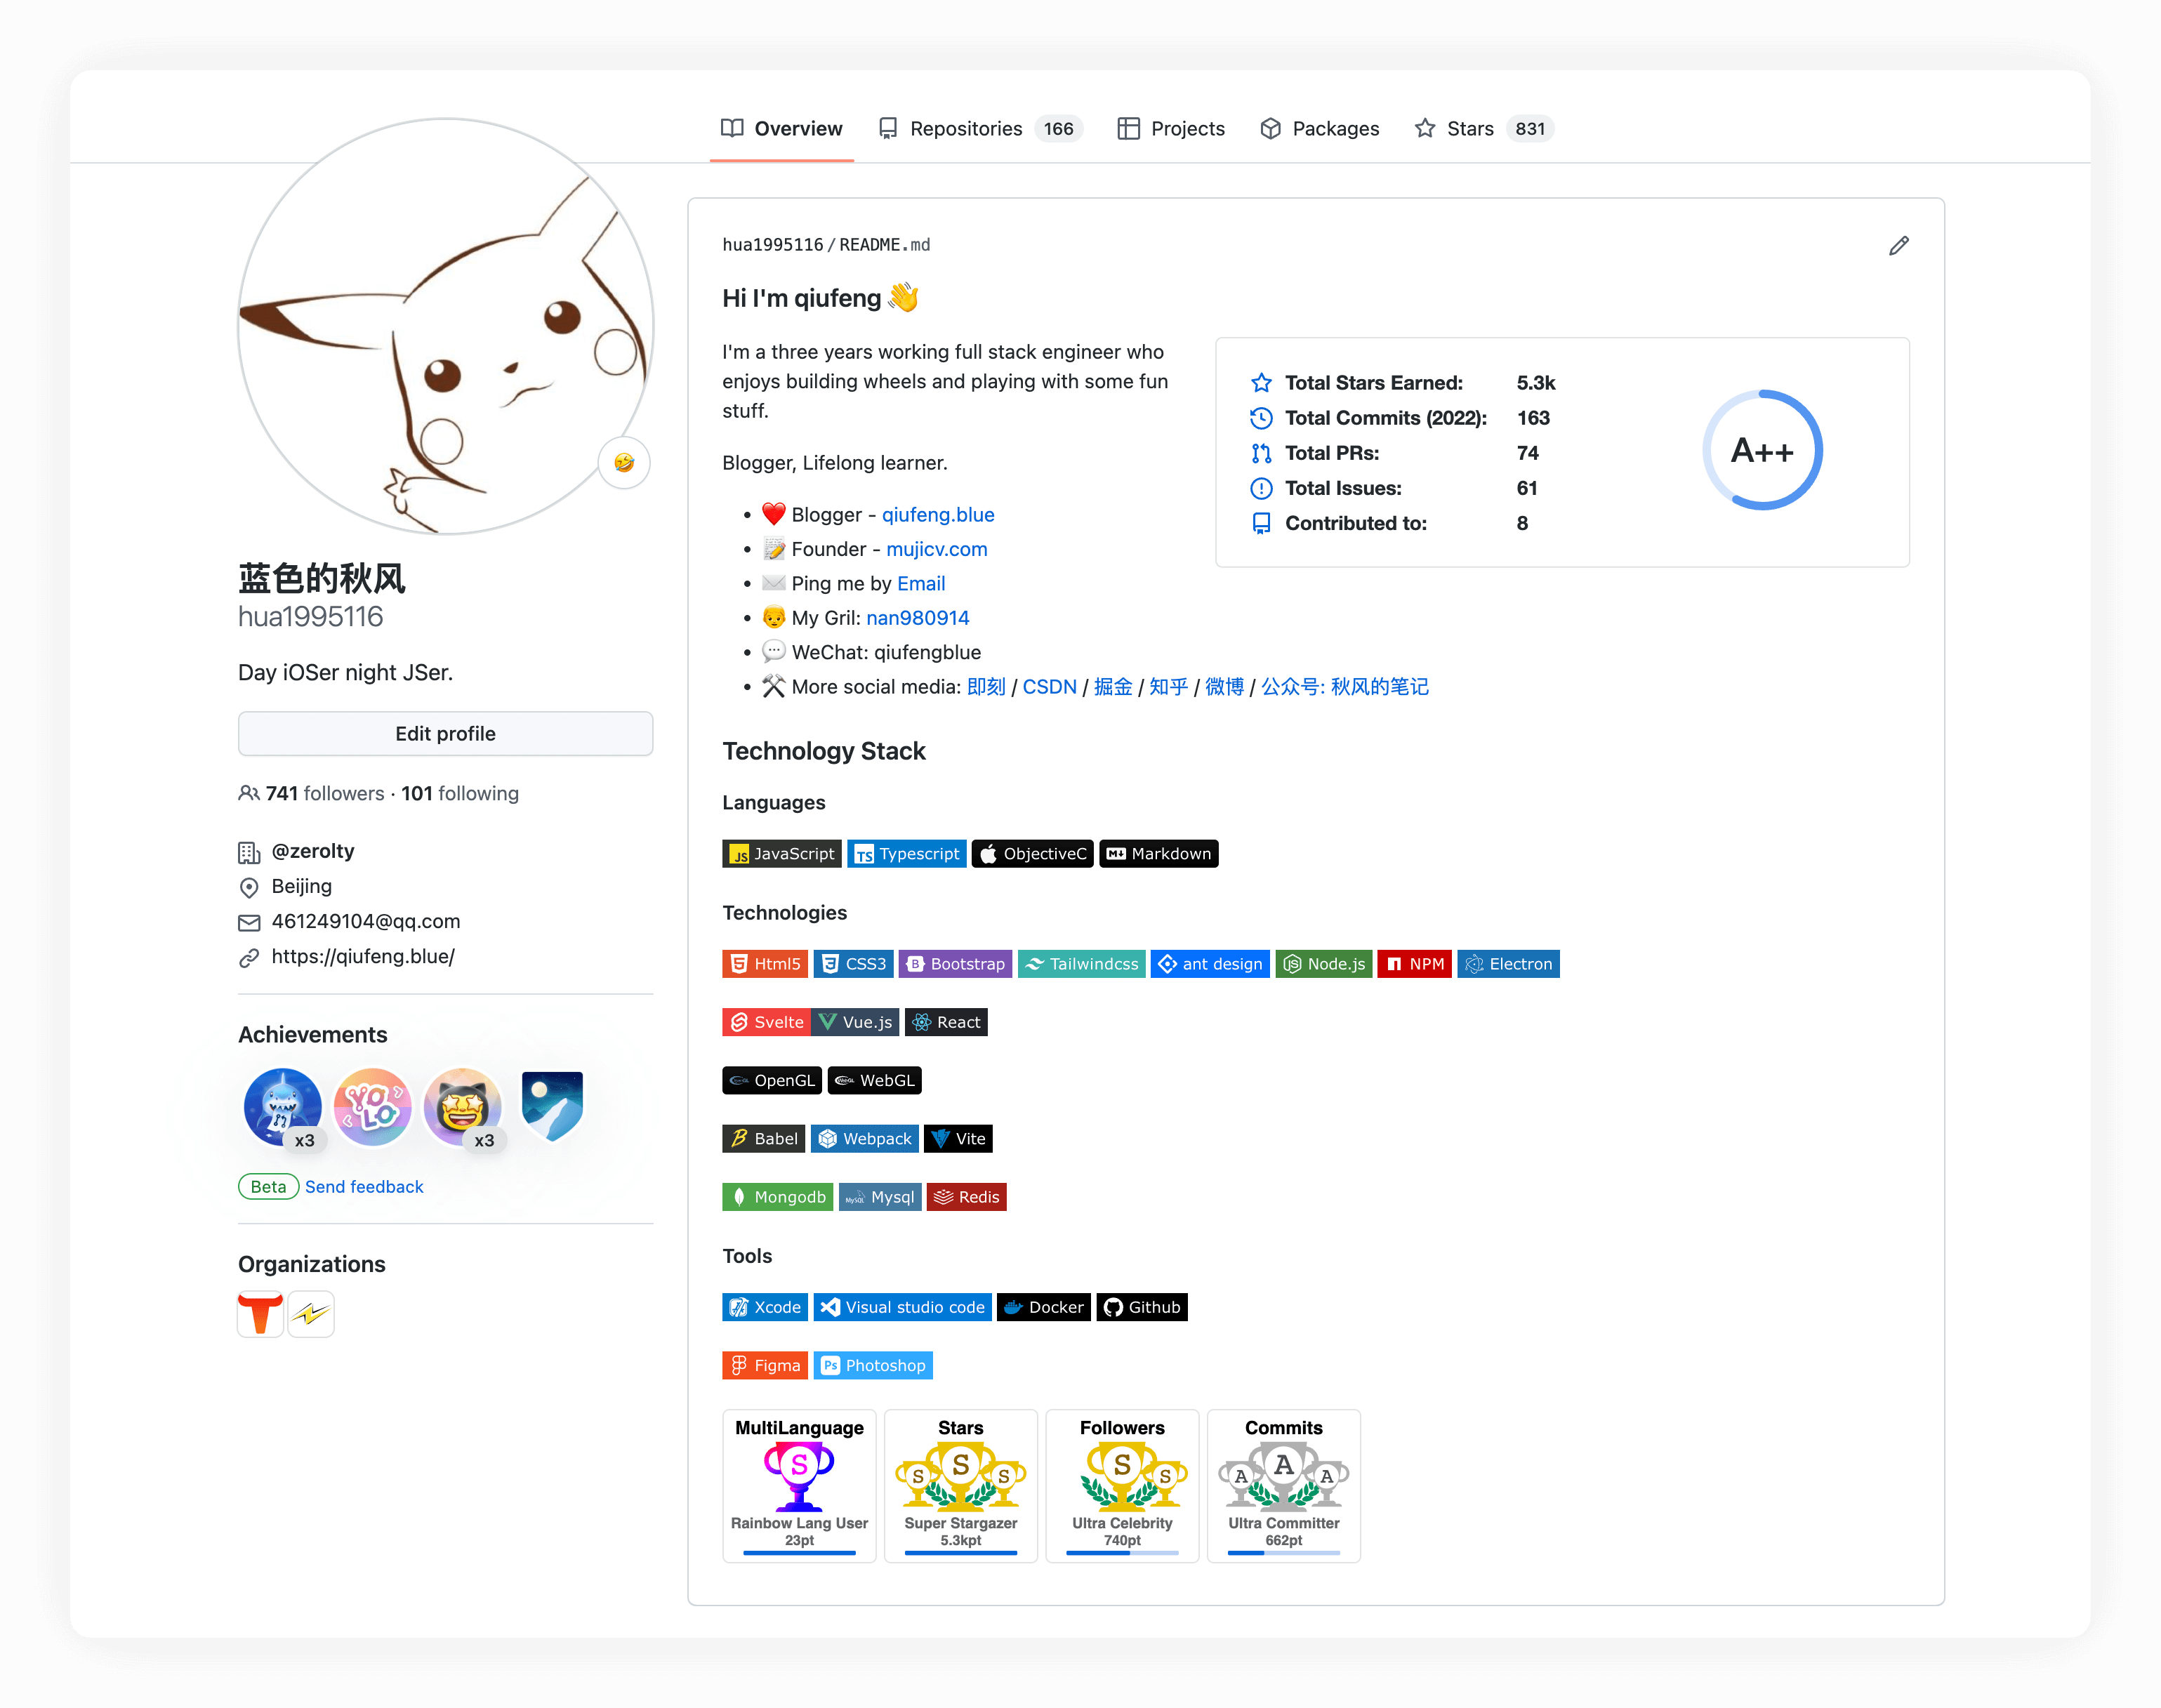 Overview Repositories 166 Projects Packages Stars 831
蓝色的秋风
hua1995116
Day iOSer night JSer.
Edit profile
741 followers · 101 following
@zerolty
Beijing
461249104@qq.com
https://qiufeng.blue/
Achievements
YOLO
x3 x3
Beta Send feedback
Organizations
hua1995116/README.md
Hi I'm qiufeng 👋
I'm a three years working full stack engineer who
enjoys building wheels and playing with some fun
stuff.
Blogger, Lifelong learner.
• ❤️ Blogger - qiufeng.blue
• 📝 Founder - mujicv.com
• ✉️ Ping me by Email
• 👨‍🦲 My Gril: nan980914
• 💬 WeChat: qiufengblue
• ⚒️ More social media: 即刻 / CSDN / 掘金 / 知乎 / 微博 / 公众号: 秋风的笔记
Total Stars Earned: 5.3k
Total Commits (2022): 163
Total PRs: 74
Total Issues: 61
Contributed to: 8
A++
Technology Stack
Languages
JS JavaScript TS Typescript ObjectiveC M Markdown
Technologies
Html5 CSS3 B Bootstrap Tailwindcss ant design Node.js NPM Electron
Svelte Vue.js React
OpenGL WebGL
Babel Webpack Vite
Mongodb MySQL Mysql Redis
Tools
Xcode Visual studio code Docker Github
Figma Ps Photoshop
MultiLanguage
S
Rainbow Lang User
23pt
Stars
S S S
Super Stargazer
5.3kpt
Followers
S S
Ultra Celebrity
740pt
Commits
A A A
Ultra Committer
662pt